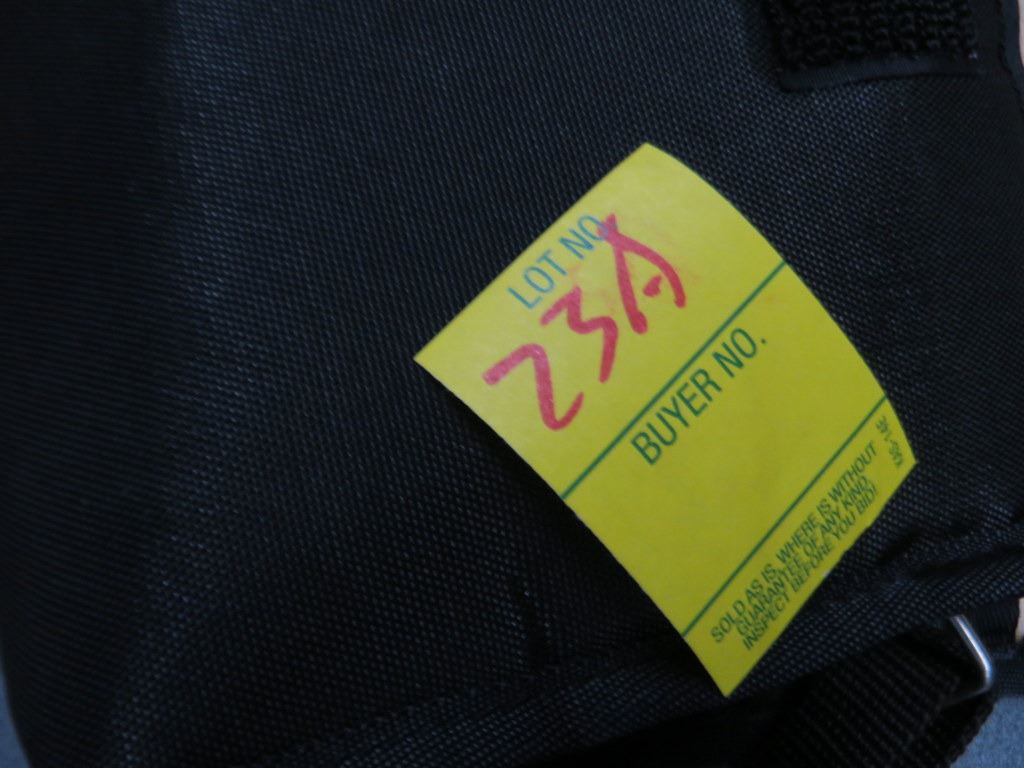 LOT NO.
23A
BUYER NO.
SOLD AS IS, WHERE IS WITHOUT
GUARANTEE OF ANY KIND.
INSPECT BEFORE YOU BID!